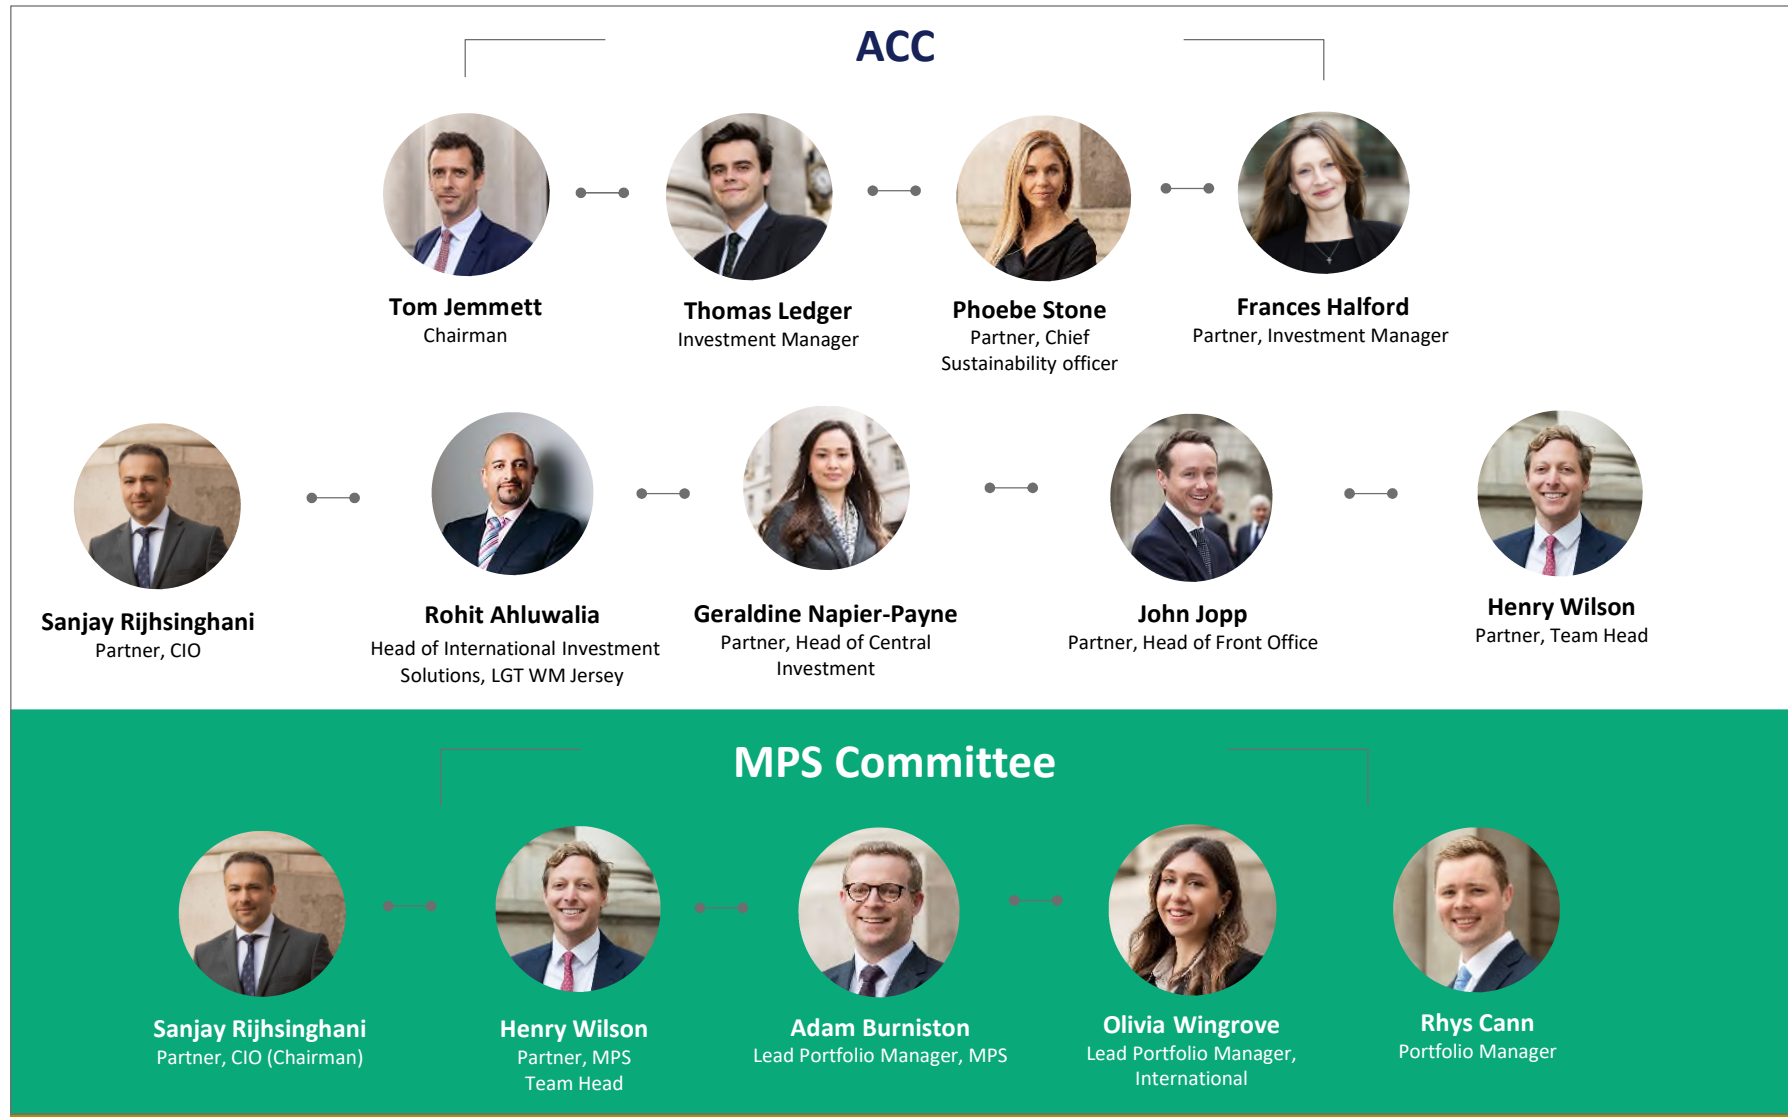 ACC
Tom Jemmett
Chairman
Thomas Ledger
Investment Manager
Phoebe Stone
Partner, Chief
Sustainability officer
Frances Halford
Partner, Investment Manager
Sanjay Rijhsinghani
Partner, CIO
Rohit Ahluwalia
Head of International Investment
Solutions, LGT WM Jersey
Geraldine Napier-Payne
Partner, Head of Central
Investment
John Jopp
Partner, Head of Front Office
Henry Wilson
Partner, Team Head
MPS Committee
Sanjay Rijhsinghani
Partner, CIO (Chairman)
Henry Wilson
Partner, MPS
Team Head
Adam Burniston
Lead Portfolio Manager, MPS
Olivia Wingrove
Lead Portfolio Manager,
International
Rhys Cann
Portfolio Manager